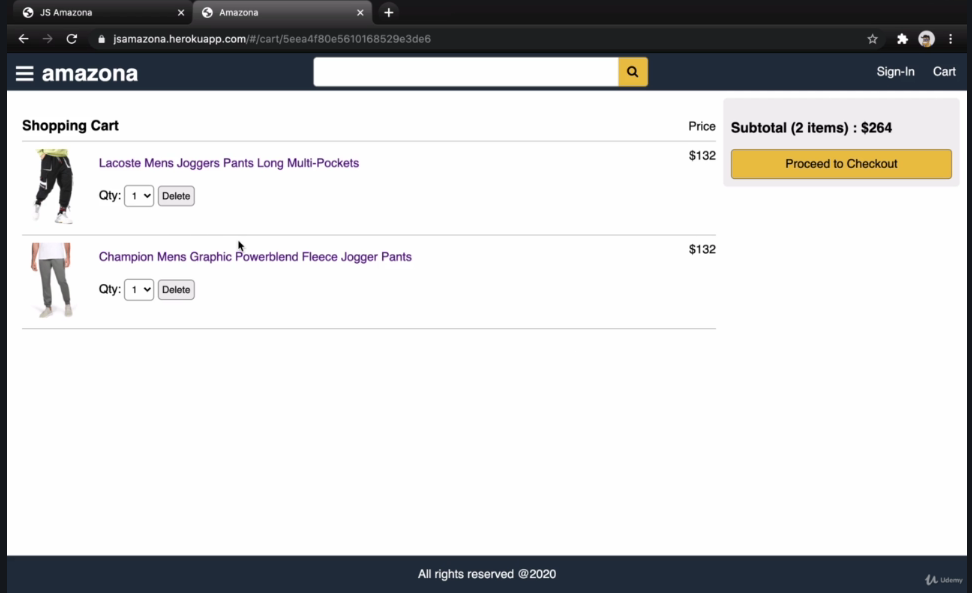 JS Amazona
Amazona
jsamazona.herokuapp.com/#/cart/5eea4f80e5610168529e3de6
amazona
Sign-In Cart
Shopping Cart
Price
Subtotal (2 items) : $264
Proceed to Checkout
Lacoste Mens Joggers Pants Long Multi-Pockets
$132
Qty: 1 Delete
Champion Mens Graphic Powerblend Fleece Jogger Pants
$132
Qty: 1 Delete
All rights reserved @2020
Udemy